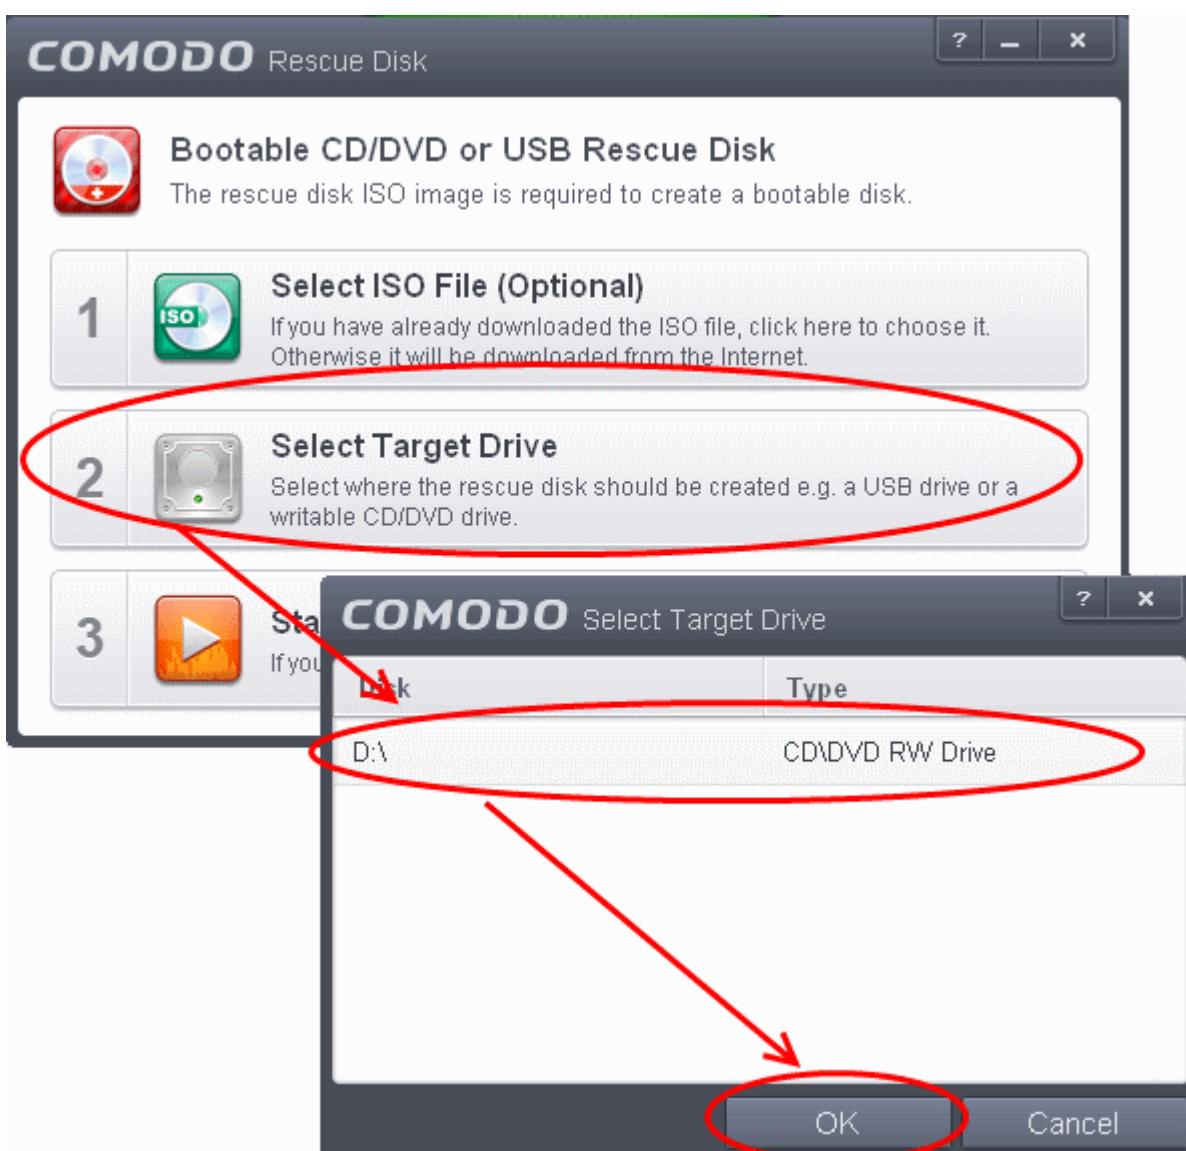 COMODO Rescue Disk
Bootable CD/DVD or USB Rescue Disk
The rescue disk ISO image is required to create a bootable disk.
1
ISO
Select ISO File (Optional)
If you have already downloaded the ISO file, click here to choose it.
Otherwise it will be downloaded from the Internet.
2
Select Target Drive
Select where the rescue disk should be created e.g. a USB drive or a
writable CD/DVD drive.
3
Sta
If you
COMODO Select Target Drive
Disk Type
D:\ CD\DVD RW Drive
OK Cancel